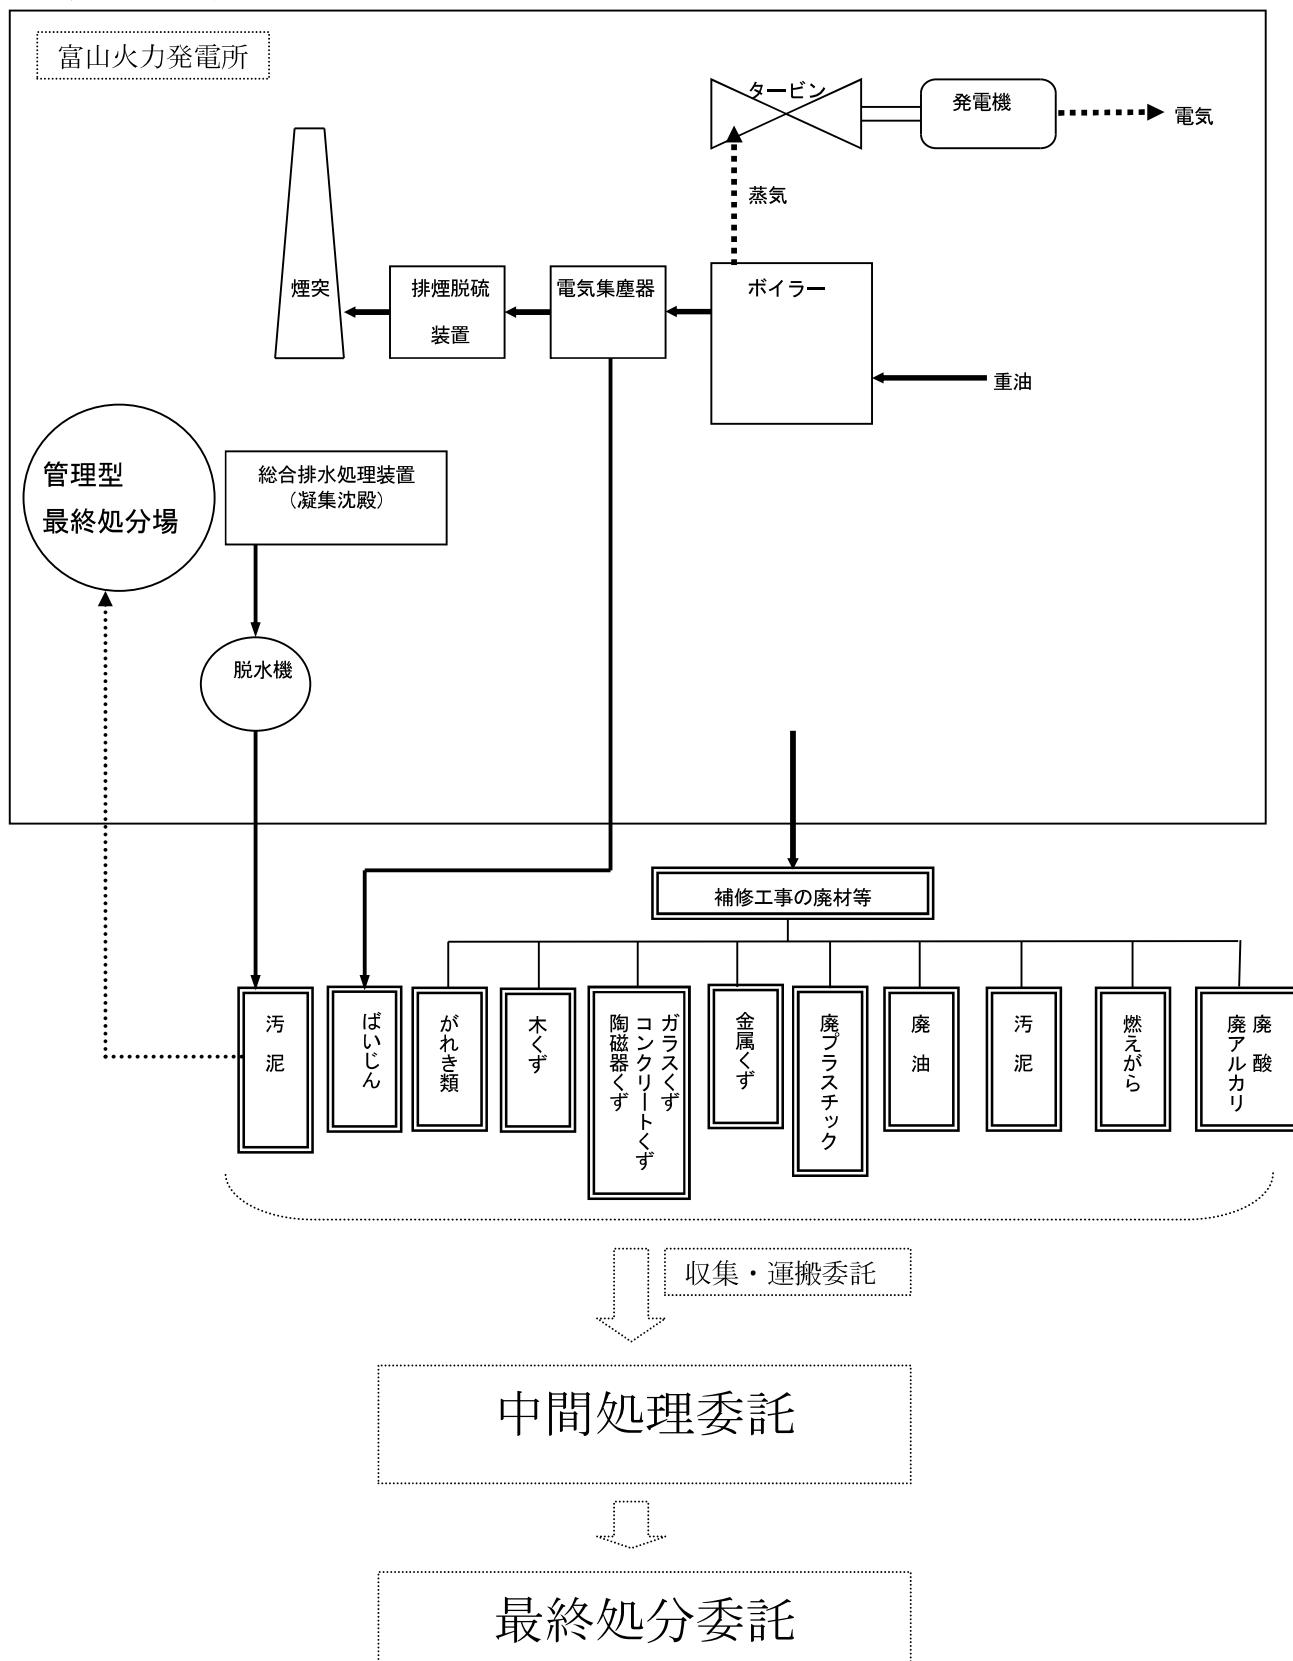 富山火力発電所
タービン
発電機
電気
蒸気
煙突
排煙脱硫
装置
電気集塵器
ボイラー
重油
管理型
最終処分場
総合排水処理装置
（凝集沈殿）
脱水機
補修工事の廃材等
汚泥
ばいじん
がれき類
木くず
ガラスくず
コンクリートくず
陶磁器くず
金属くず
廃プラスチック
廃油
汚泥
燃えがら
廃酸
廃アルカリ
収集・運搬委託
中間処理委託
最終処分委託